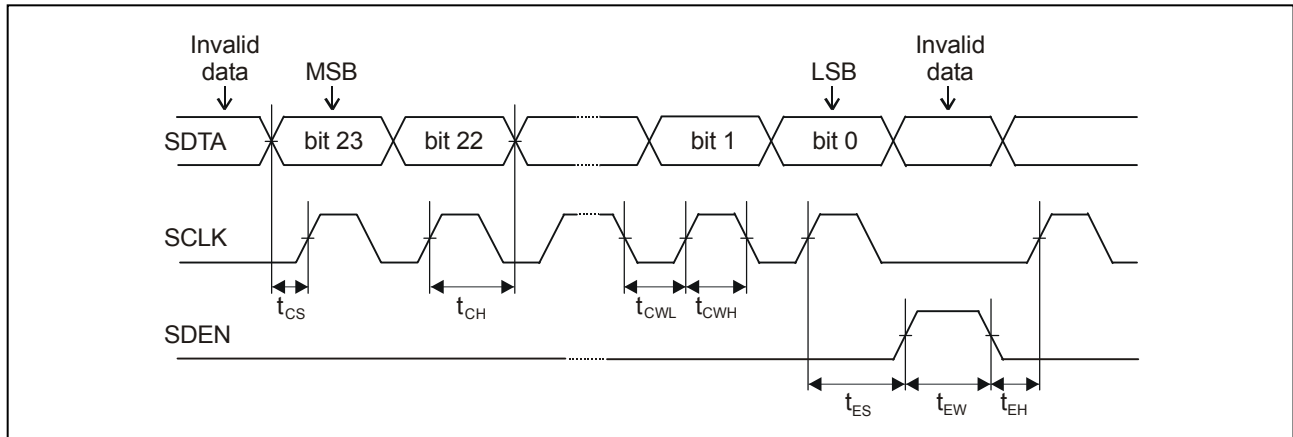 Invalid data
MSB
LSB
Invalid data
SDTA
bit 23
bit 22
bit 1
bit 0
SCLK
tCS
tCH
tCWL
tCWH
SDEN
tES
tEW
tEH